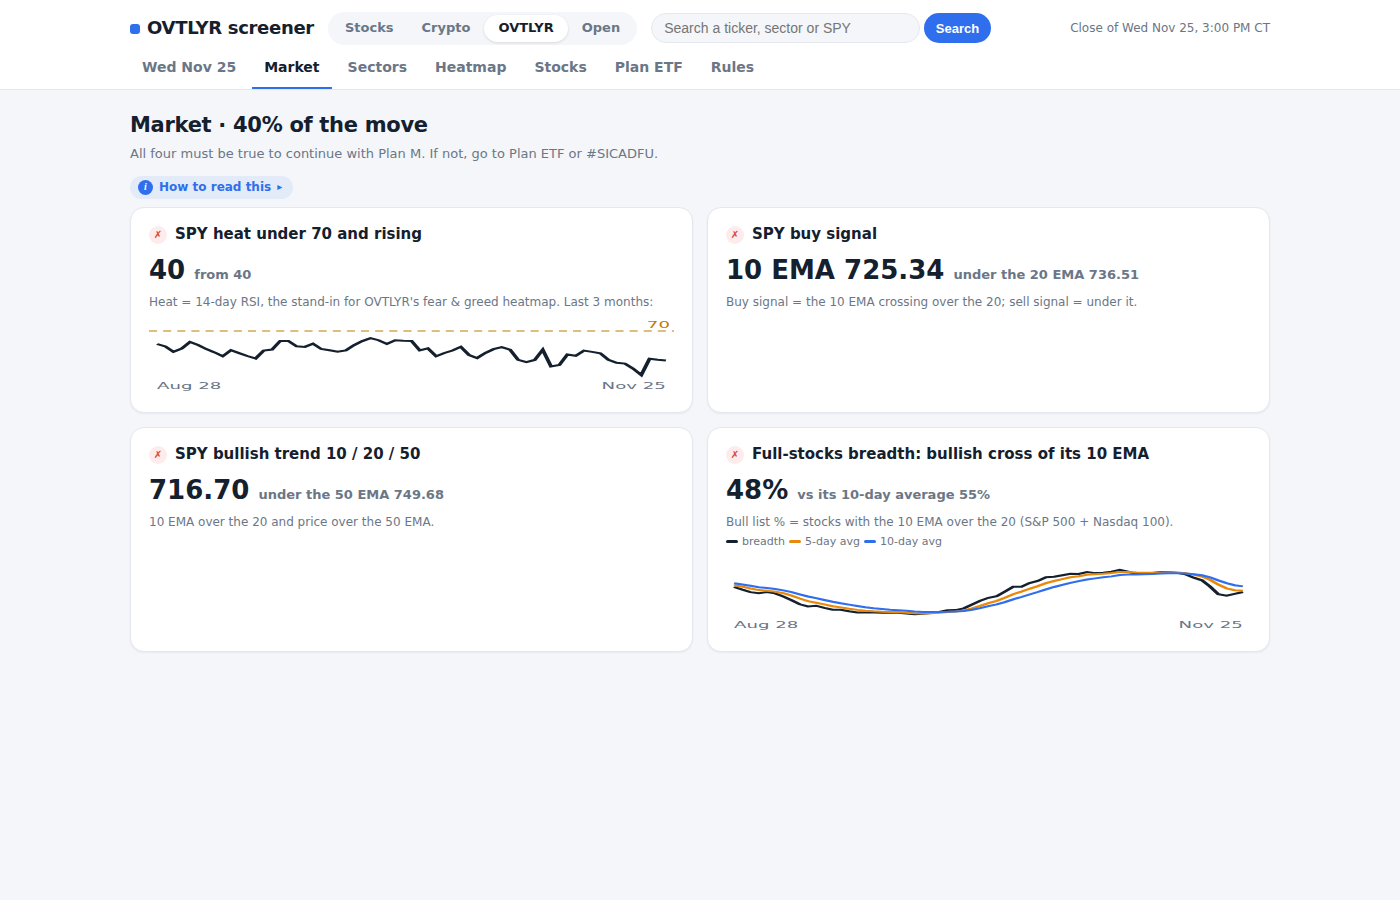 OVTLYR screener
Stocks Crypto OVTLYR Open
Search a ticker, sector or SPY
Search
Close of Wed Nov 25, 3:00 PM CT
Wed Nov 25 Market Sectors Heatmap Stocks Plan ETF Rules
Market · 40% of the move
All four must be true to continue with Plan M. If not, go to Plan ETF or #SICADFU.
i How to read this ▸
✗ SPY heat under 70 and rising
40 from 40
Heat = 14-day RSI, the stand-in for OVTLYR's fear & greed heatmap. Last 3 months:
70
Aug 28 Nov 25
✗ SPY buy signal
10 EMA 725.34 under the 20 EMA 736.51
Buy signal = the 10 EMA crossing over the 20; sell signal = under it.
✗ SPY bullish trend 10 / 20 / 50
716.70 under the 50 EMA 749.68
10 EMA over the 20 and price over the 50 EMA.
✗ Full-stocks breadth: bullish cross of its 10 EMA
48% vs its 10-day average 55%
Bull list % = stocks with the 10 EMA over the 20 (S&P 500 + Nasdaq 100).
breadth 5-day avg 10-day avg
Aug 28 Nov 25